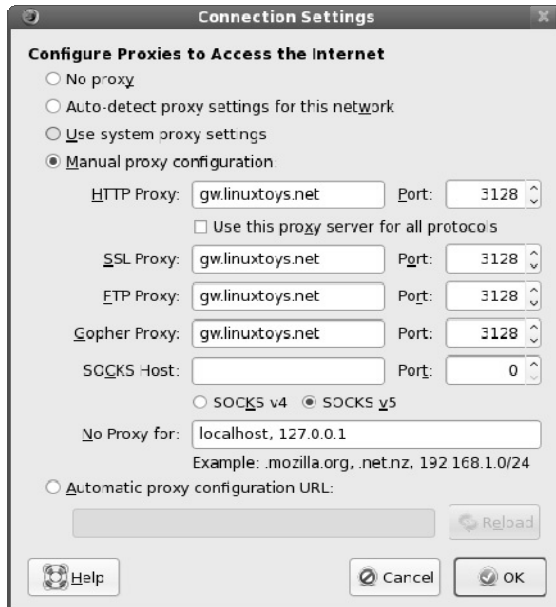 Connection Settings
Configure Proxies to Access the Internet
No proxy
Auto-detect proxy settings for this network
Use system proxy settings
Manual proxy configuration:
HTTP Proxy: gw.linuxtoys.net Port: 3128
Use this proxy server for all protocols
SSL Proxy: gw.linuxtoys.net Port: 3128
FTP Proxy: gw.linuxtoys.net Port: 3128
Gopher Proxy: gw.linuxtoys.net Port: 3128
SOCKS Host: Port: 0
SOCKS v4 SOCKS v5
No Proxy for: localhost, 127.0.0.1
Example: .mozilla.org, .net.nz, 192.168.1.0/24
Automatic proxy configuration URL:
Reload
Help Cancel OK